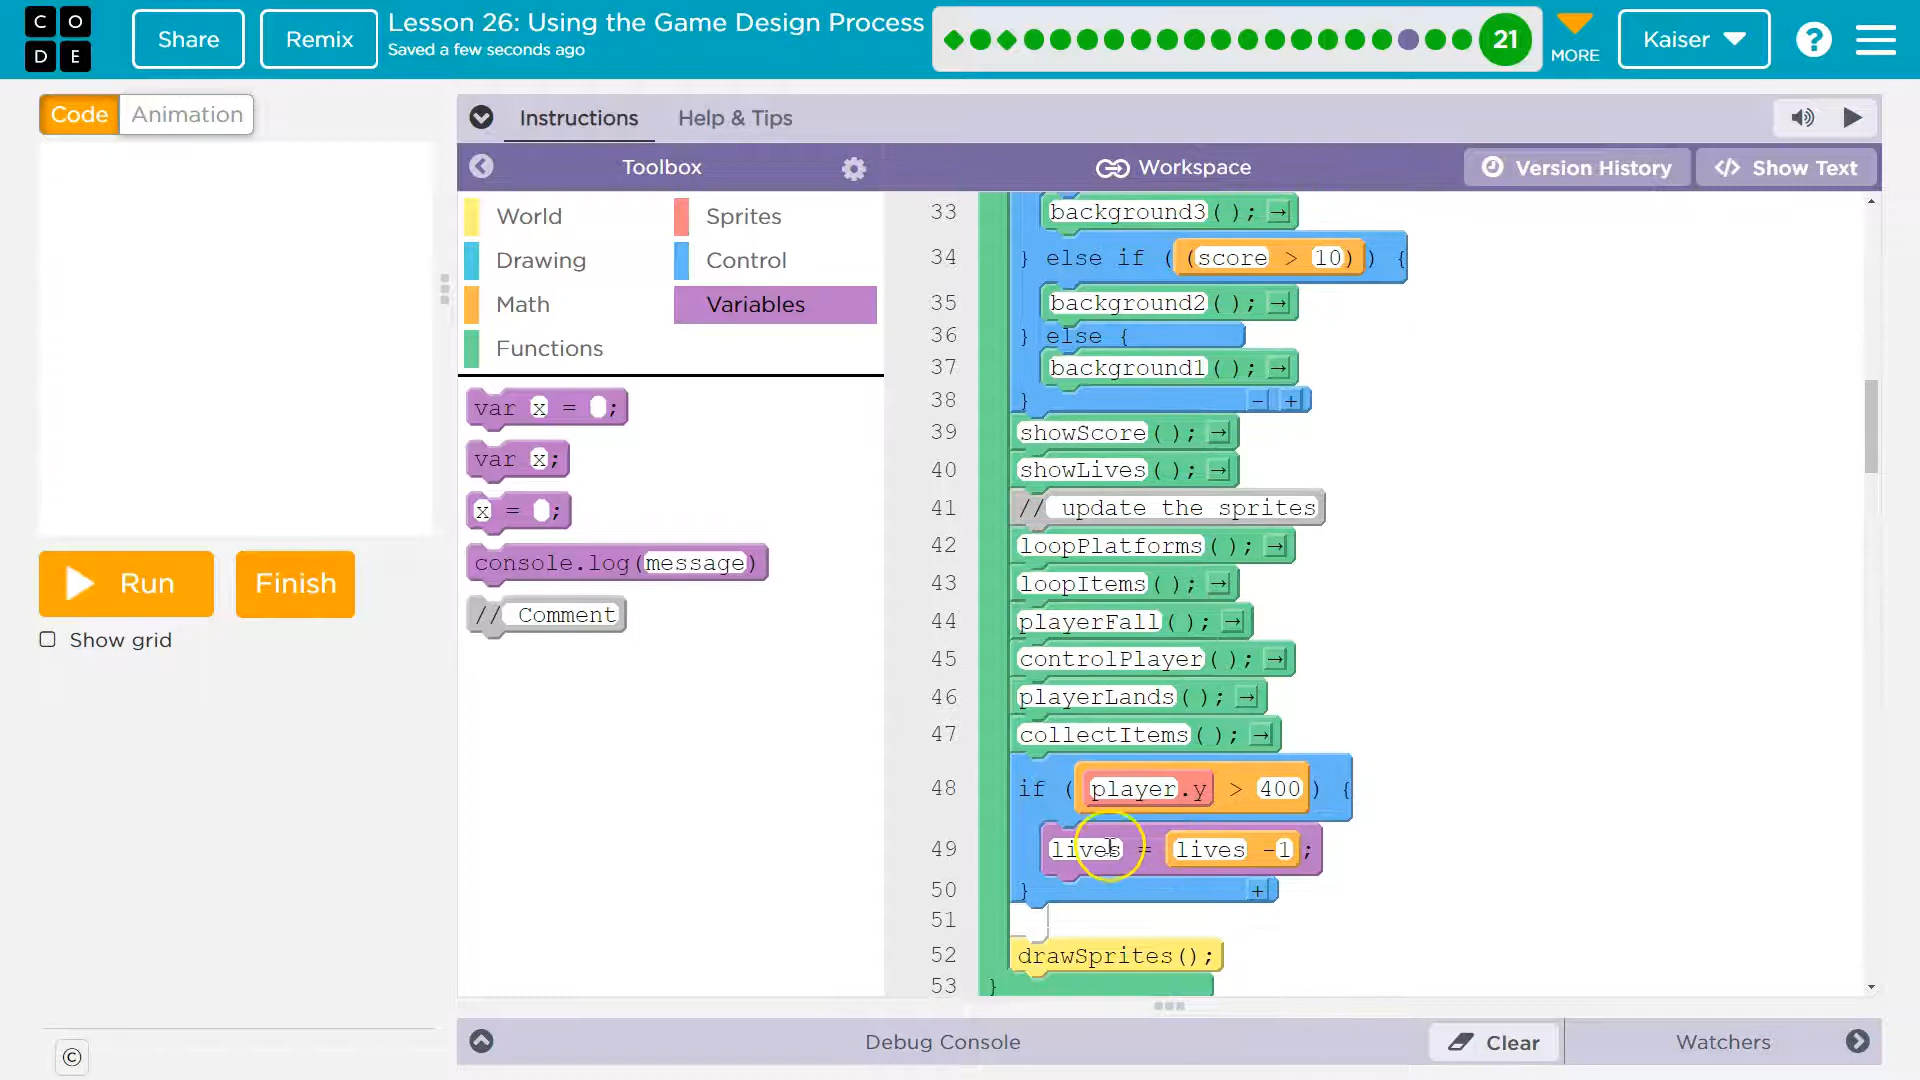 CODE
Share
Remix
Lesson 26: Using the Game Design Process
Saved a few seconds ago
21
MORE
Kaiser
?
Code
Animation
Instructions
Help & Tips
Toolbox
Workspace
Version History
</> Show Text
World
Sprites
Drawing
Control
Math
Variables
Functions
var x = ;
var x;
x = ;
console.log(message)
// Comment
Run
Finish
Show grid
33 background3();
34 } else if ((score > 10)) {
35 background2();
36 } else {
37 background1();
38 } - +
39 showScore();
40 showLives();
41 // update the sprites
42 loopPlatforms();
43 loopItems();
44 playerFall();
45 controlPlayer();
46 playerLands();
47 collectItems();
48 if (player.y > 400) {
49 lives = lives -1;
50 } +
51
52 drawSprites();
53 }
©
Debug Console
Clear
Watchers